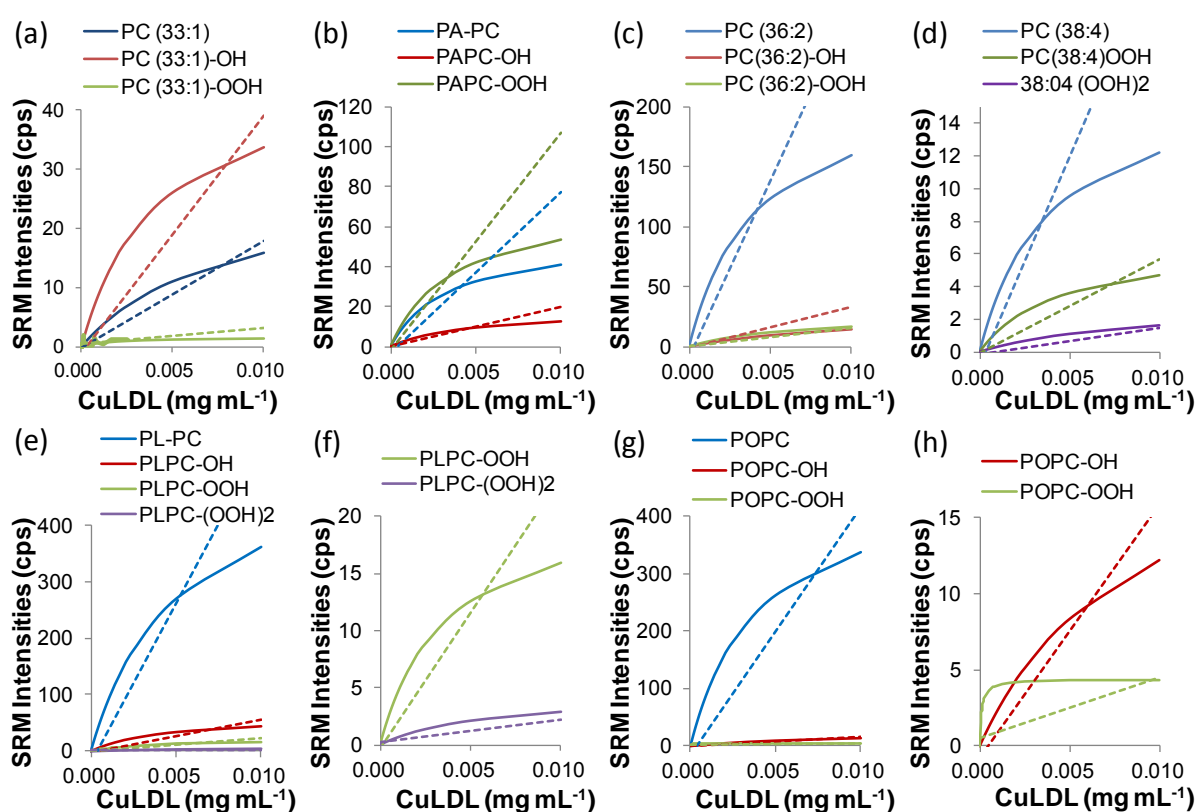 (a)
PC (33:1)
PC (33:1)-OH
PC (33:1)-OOH
SRM Intensities (cps)
40
30
20
10
0
0.000
0.005
0.010
CuLDL (mg mL⁻¹)
(b)
PA-PC
PAPC-OH
PAPC-OOH
SRM Intensities (cps)
120
100
80
60
40
20
0
0.000
0.005
0.010
CuLDL (mg mL⁻¹)
(c)
PC (36:2)
PC(36:2)-OH
PC (36:2)-OOH
SRM Intensities (cps)
200
150
100
50
0
0.000
0.005
0.010
CuLDL (mg mL⁻¹)
(d)
PC (38:4)
PC(38:4)OOH
38:04 (OOH)2
SRM Intensities (cps)
14
12
10
8
6
4
2
0
0.000
0.005
0.010
CuLDL (mg mL⁻¹)
(e)
PL-PC
PLPC-OH
PLPC-OOH
PLPC-(OOH)2
SRM Intensities (cps)
400
300
200
100
0
0.000
0.005
0.010
CuLDL (mg mL⁻¹)
(f)
PLPC-OOH
PLPC-(OOH)2
SRM Intensities (cps)
20
15
10
5
0
0.000
0.005
0.010
CuLDL (mg mL⁻¹)
(g)
POPC
POPC-OH
POPC-OOH
SRM Intensities (cps)
400
300
200
100
0
0.000
0.005
0.010
CuLDL (mg mL⁻¹)
(h)
POPC-OH
POPC-OOH
SRM Intensities (cps)
15
10
5
0
0.000
0.005
0.010
CuLDL (mg mL⁻¹)